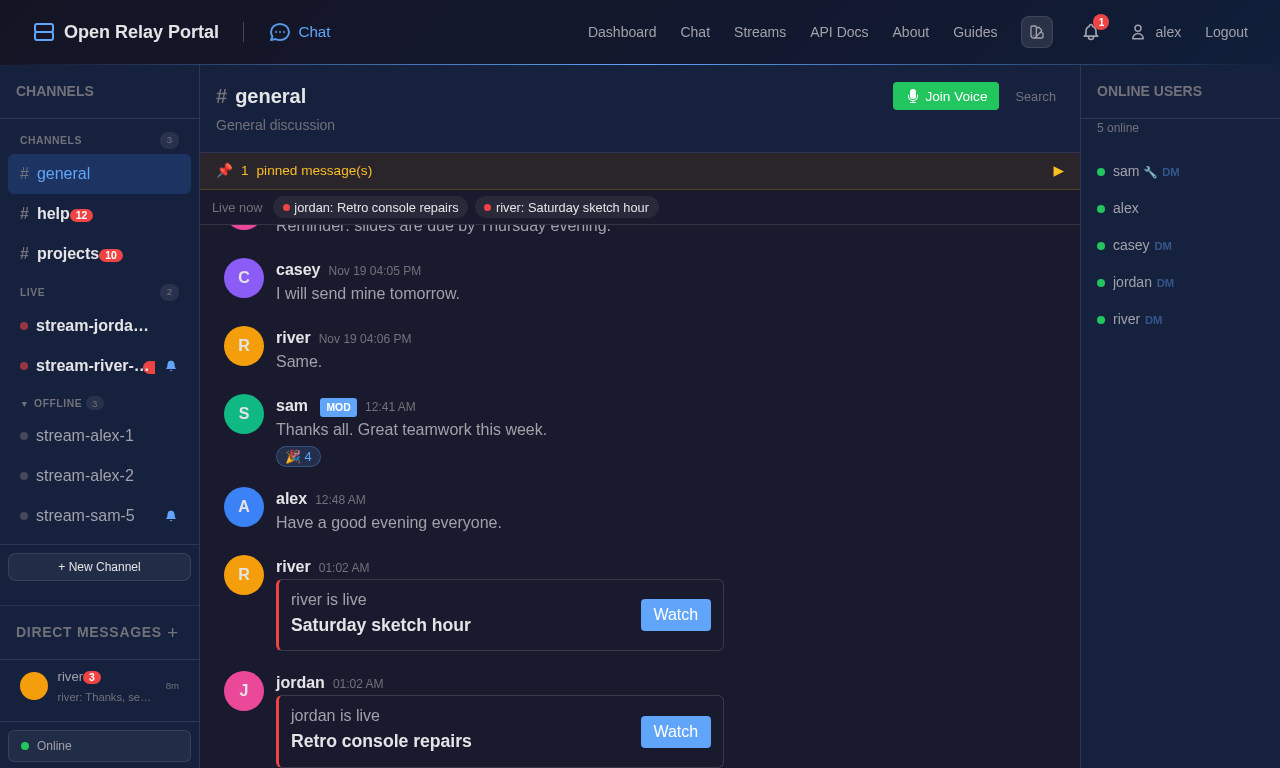 Open Relay Portal
Chat
Dashboard Chat Streams API Docs About Guides 1 alex Logout
CHANNELS
CHANNELS 3
# general
# help 12
# projects 10
LIVE 2
stream-jorda…
stream-river-…
▼ OFFLINE 3
stream-alex-1
stream-alex-2
stream-sam-5
+ New Channel
DIRECT MESSAGES +
river 3
river: Thanks, se… 8m
Online
# general
General discussion
Join Voice Search
1 pinned message(s)
Live now jordan: Retro console repairs river: Saturday sketch hour
Reminder: slides are due by Thursday evening.
C casey Nov 19 04:05 PM
I will send mine tomorrow.
R river Nov 19 04:06 PM
Same.
S sam MOD 12:41 AM
Thanks all. Great teamwork this week.
🎉 4
A alex 12:48 AM
Have a good evening everyone.
R river 01:02 AM
river is live
Saturday sketch hour
Watch
J jordan 01:02 AM
jordan is live
Retro console repairs
Watch
ONLINE USERS
5 online
sam 🔧 DM
alex
casey DM
jordan DM
river DM